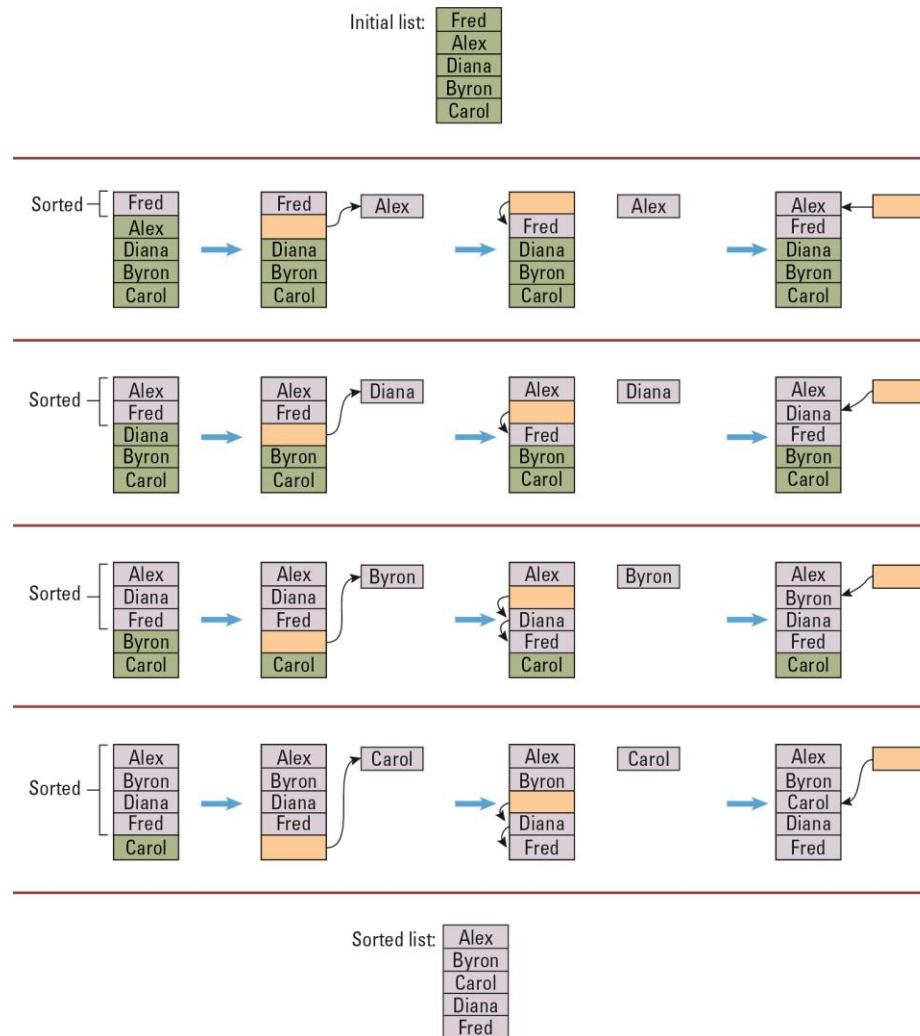 Initial list:
Fred
Alex
Diana
Byron
Carol
Sorted
Fred
Alex
Diana
Byron
Carol
Fred
Diana
Byron
Carol
Alex
Fred
Diana
Byron
Carol
Alex
Alex
Fred
Diana
Byron
Carol
Sorted
Alex
Fred
Diana
Byron
Carol
Alex
Fred
Byron
Carol
Diana
Alex
Fred
Byron
Carol
Diana
Alex
Diana
Fred
Byron
Carol
Sorted
Alex
Diana
Fred
Byron
Carol
Alex
Diana
Fred
Carol
Byron
Alex
Diana
Fred
Carol
Byron
Alex
Byron
Diana
Fred
Carol
Sorted
Alex
Byron
Diana
Fred
Carol
Alex
Byron
Diana
Fred
Carol
Alex
Byron
Diana
Fred
Carol
Alex
Byron
Carol
Diana
Fred
Sorted list:
Alex
Byron
Carol
Diana
Fred